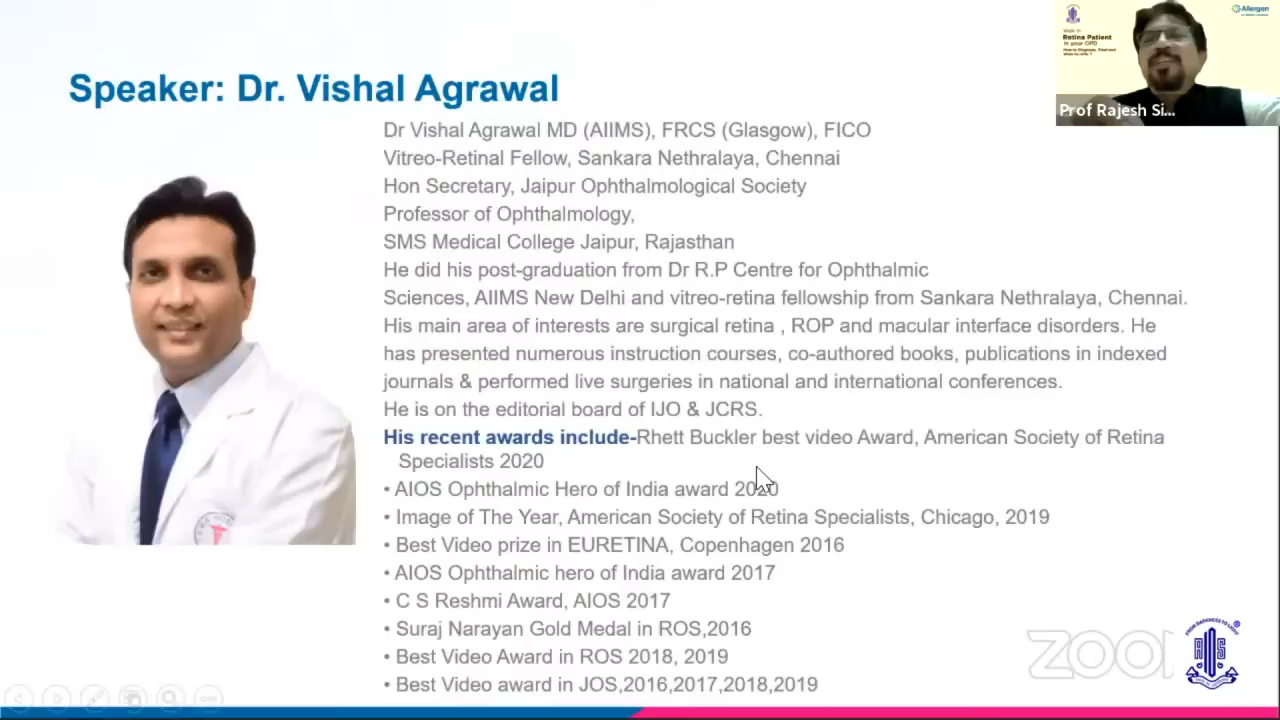 Speaker: Dr. Vishal Agrawal
Dr Vishal Agrawal MD (AIIMS), FRCS (Glasgow), FICO
Vitreo-Retinal Fellow, Sankara Nethralaya, Chennai
Hon Secretary, Jaipur Ophthalmological Society
Professor of Ophthalmology,
SMS Medical College Jaipur, Rajasthan
He did his post-graduation from Dr R.P Centre for Ophthalmic
Sciences, AIIMS New Delhi and vitreo-retina fellowship from Sankara Nethralaya, Chennai.
His main area of interests are surgical retina , ROP and macular interface disorders. He
has presented numerous instruction courses, co-authored books, publications in indexed
journals & performed live surgeries in national and international conferences.
He is on the editorial board of IJO & JCRS.
His recent awards include-Rhett Buckler best video Award, American Society of Retina
Specialists 2020
• AIOS Ophthalmic Hero of India award 2020
• Image of The Year, American Society of Retina Specialists, Chicago, 2019
• Best Video prize in EURETINA, Copenhagen 2016
• AIOS Ophthalmic hero of India award 2017
• C S Reshmi Award, AIOS 2017
• Suraj Narayan Gold Medal in ROS,2016
• Best Video Award in ROS 2018, 2019
• Best Video award in JOS,2016,2017,2018,2019
Allergan
Retina Patient
in your OPD
Prof Rajesh Si...
zoom